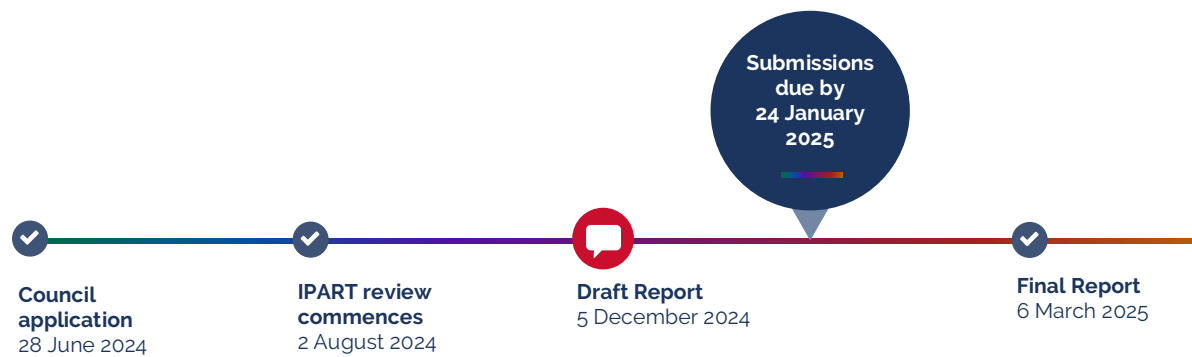 Submissions
due by
24 January
2025
Council
application
28 June 2024
IPART review
commences
2 August 2024
Draft Report
5 December 2024
Final Report
6 March 2025